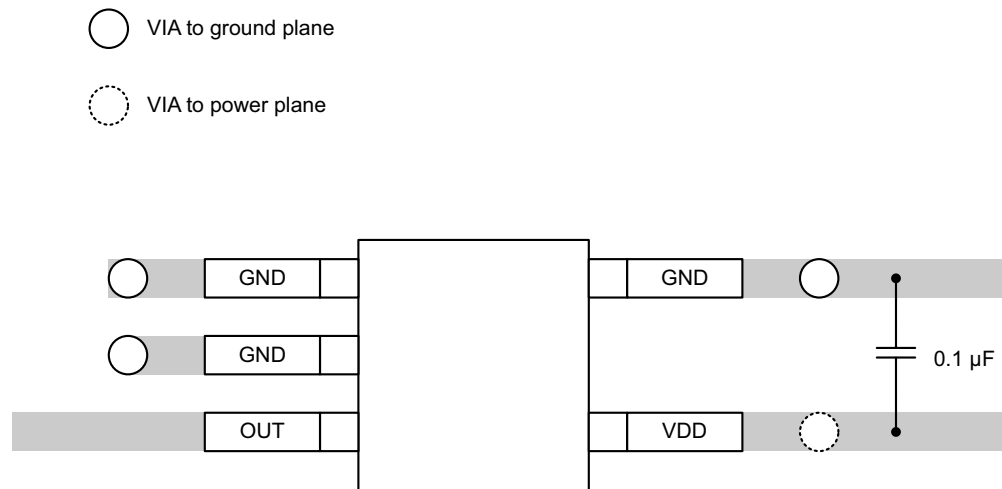 VIA to ground plane
VIA to power plane
GND
GND
GND
0.1 µF
OUT
VDD